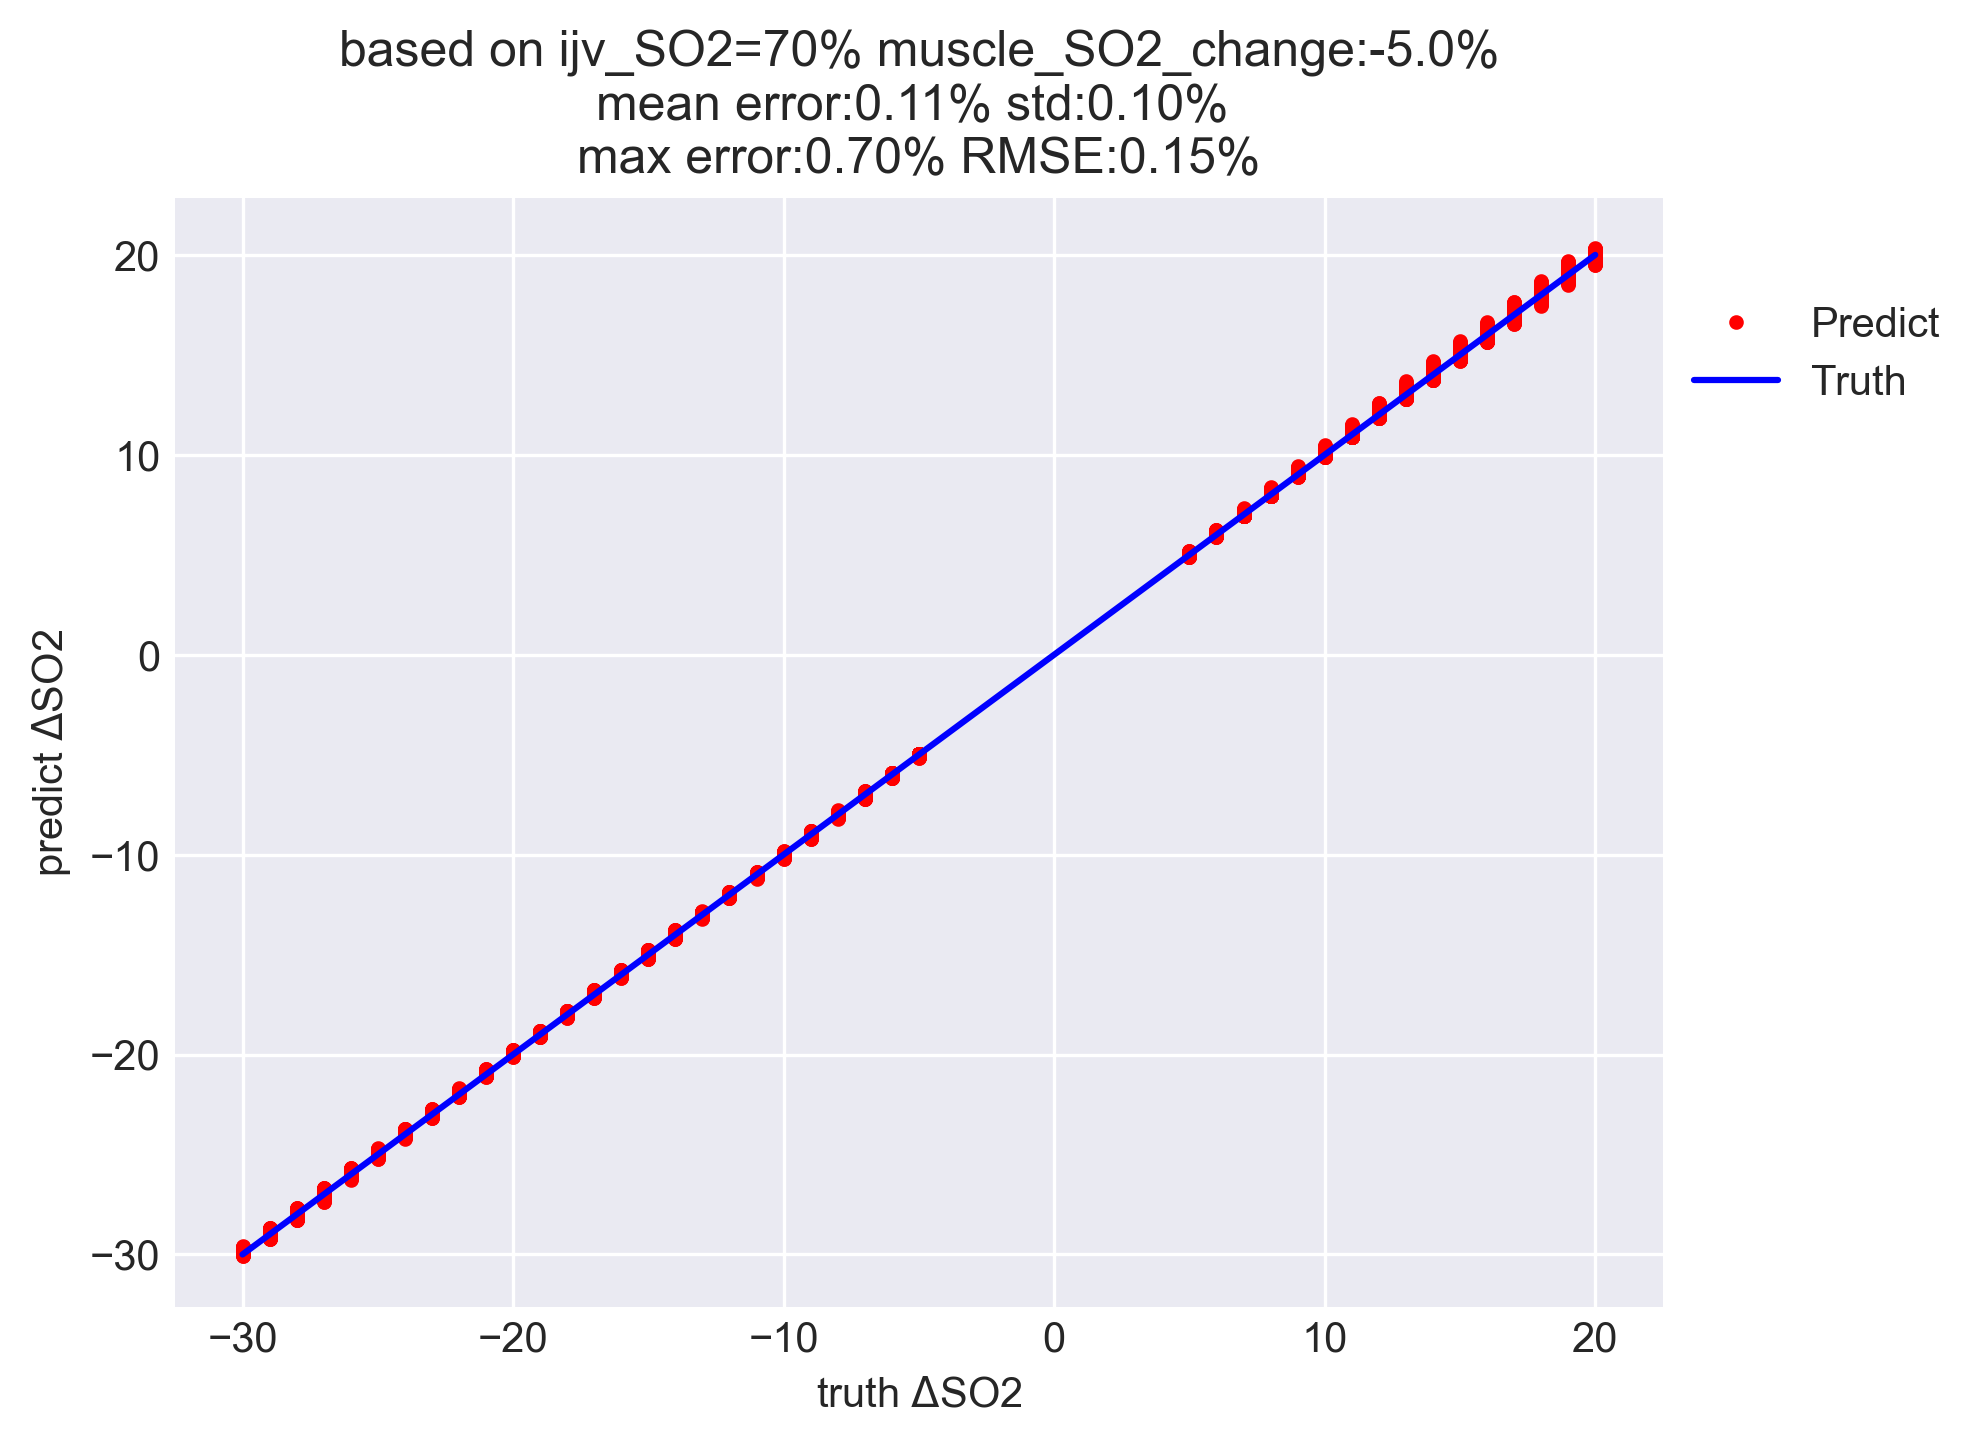 based on ijv_SO2=70% muscle_SO2_change:-5.0%
mean error:0.11% std:0.10%
max error:0.70% RMSE:0.15%
20
10
0
−10
−20
−30
predict ΔSO2
−30
−20
−10
0
10
20
truth ΔSO2
Predict
Truth